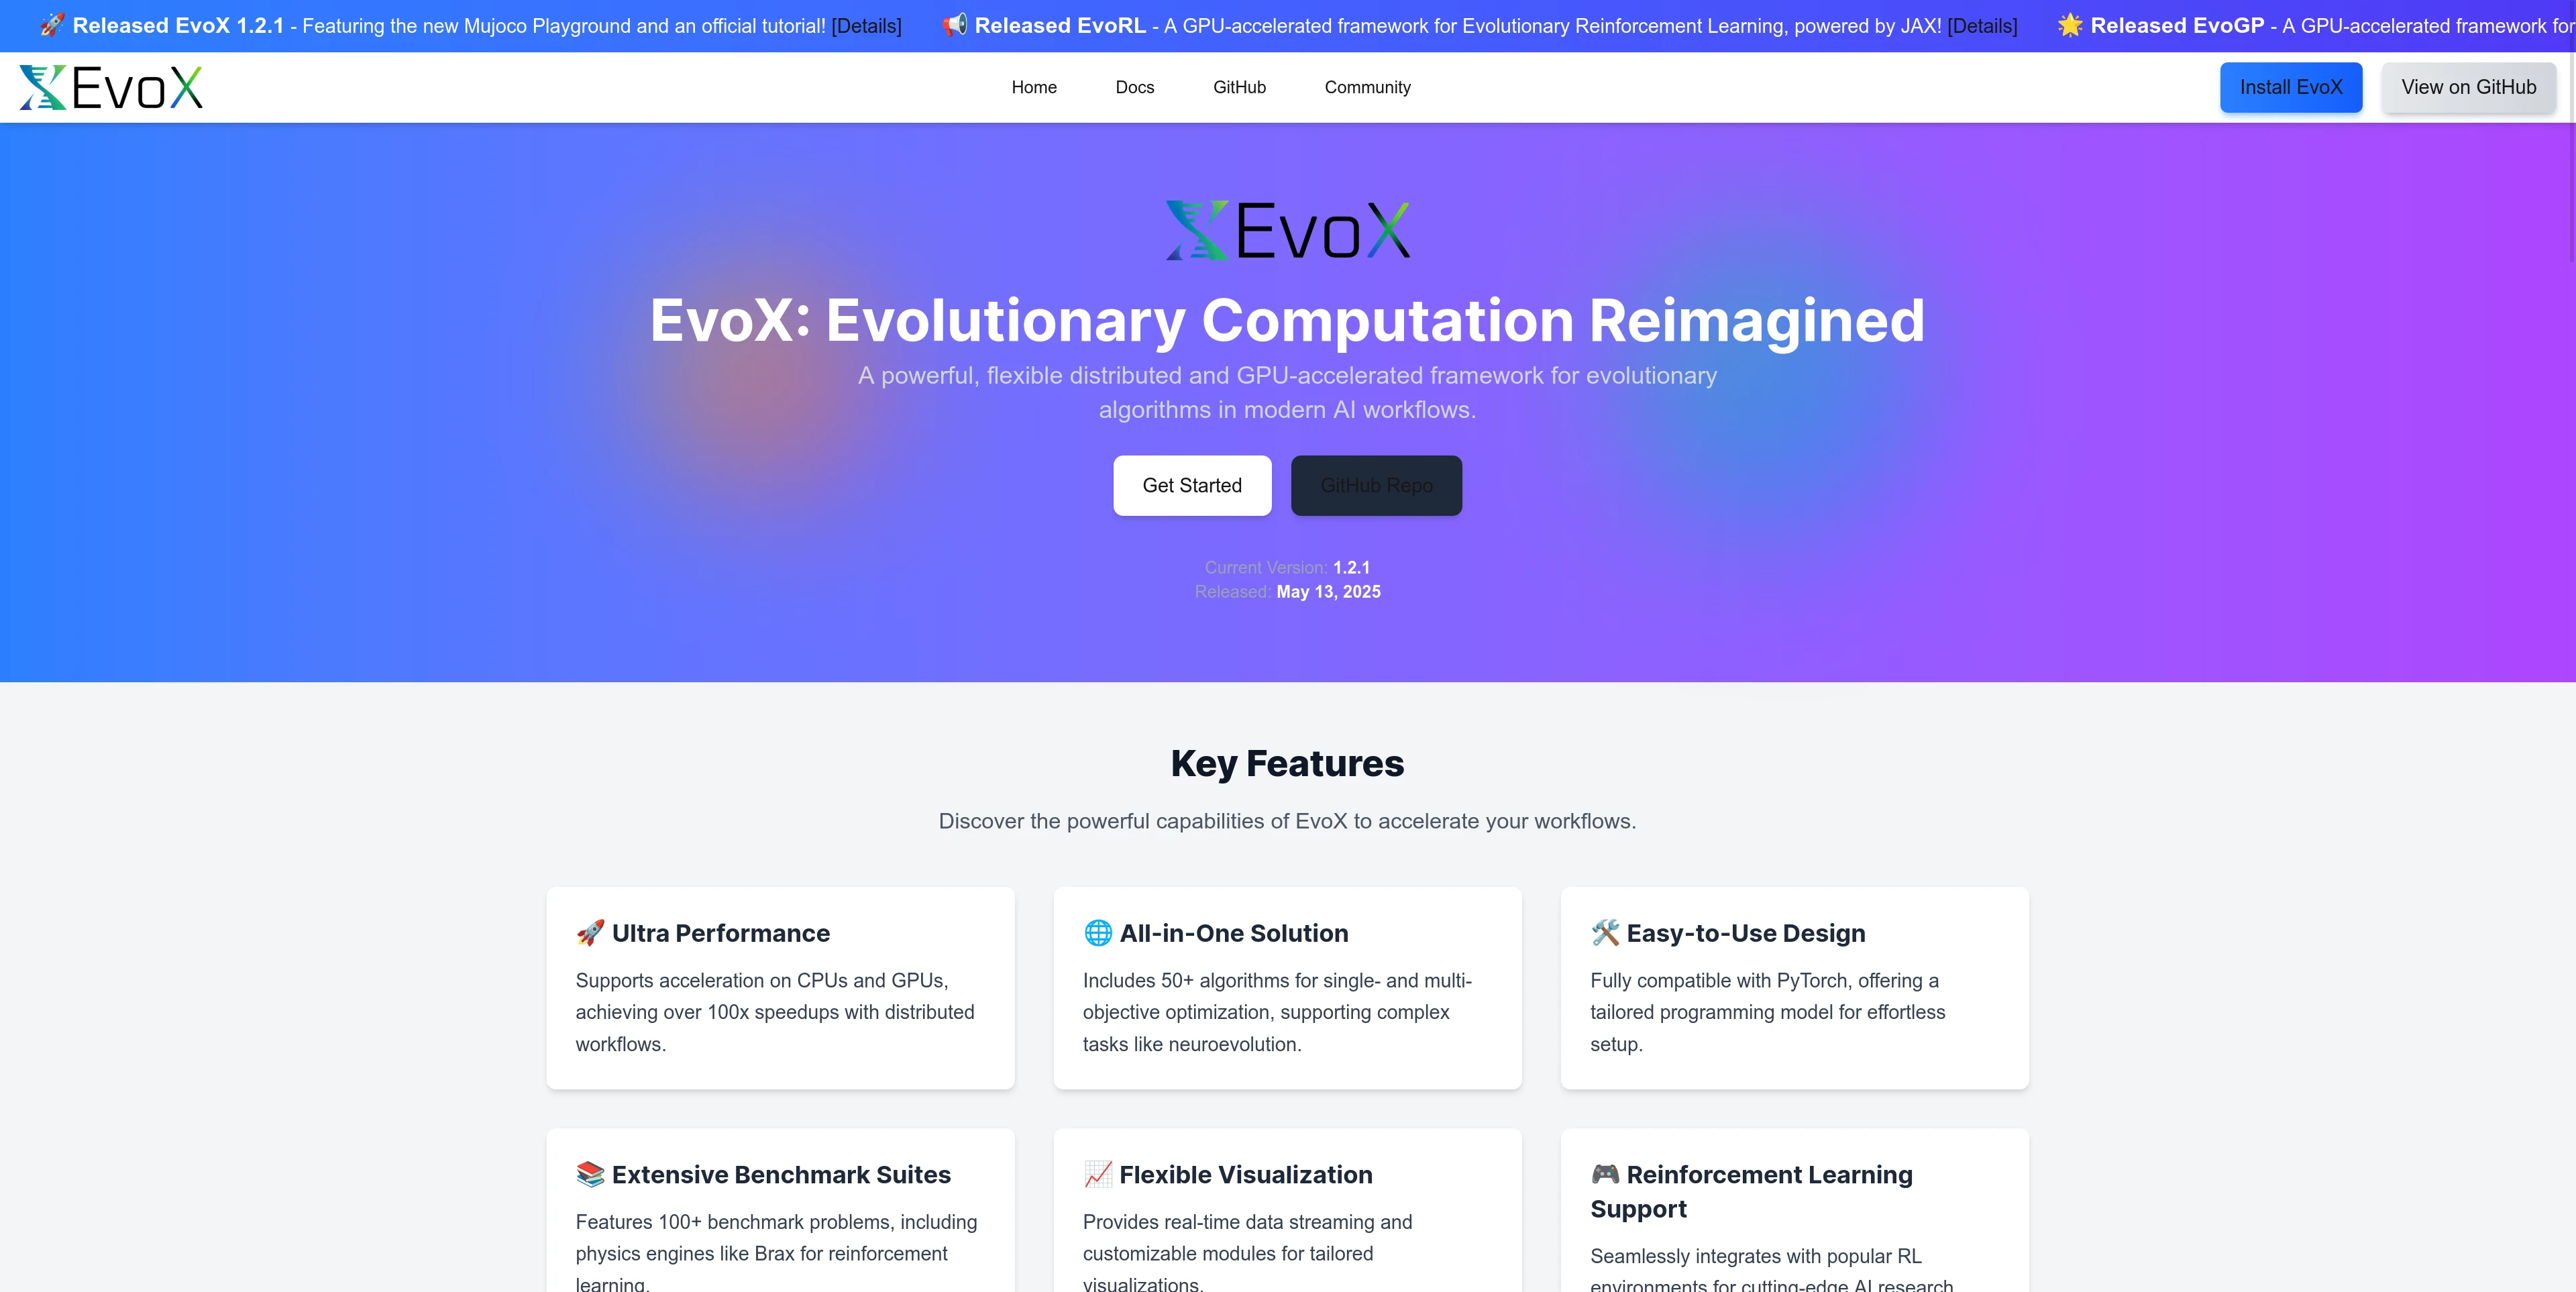 🚀 Released EvoX 1.2.1 - Featuring the new Mujoco Playground and an official tutorial! [Details] 📢 Released EvoRL - A GPU-accelerated framework for Evolutionary Reinforcement Learning, powered by JAX! [Details] 🌟 Released EvoGP - A GPU-accelerated framework for
EvoX
Home
Docs
GitHub
Community
Install EvoX
View on GitHub
EvoX
EvoX: Evolutionary Computation Reimagined
A powerful, flexible distributed and GPU-accelerated framework for evolutionary
algorithms in modern AI workflows.
Get Started
GitHub Repo
Current Version: 1.2.1
Released: May 13, 2025
Key Features
Discover the powerful capabilities of EvoX to accelerate your workflows.
🚀 Ultra Performance
Supports acceleration on CPUs and GPUs,
achieving over 100x speedups with distributed
workflows.
🌐 All-in-One Solution
Includes 50+ algorithms for single- and multi-
objective optimization, supporting complex
tasks like neuroevolution.
🛠️ Easy-to-Use Design
Fully compatible with PyTorch, offering a
tailored programming model for effortless
setup.
📚 Extensive Benchmark Suites
Features 100+ benchmark problems, including
physics engines like Brax for reinforcement
learning.
📈 Flexible Visualization
Provides real-time data streaming and
customizable modules for tailored
visualizations.
🎮 Reinforcement Learning
Support
Seamlessly integrates with popular RL
environments for cutting-edge AI research